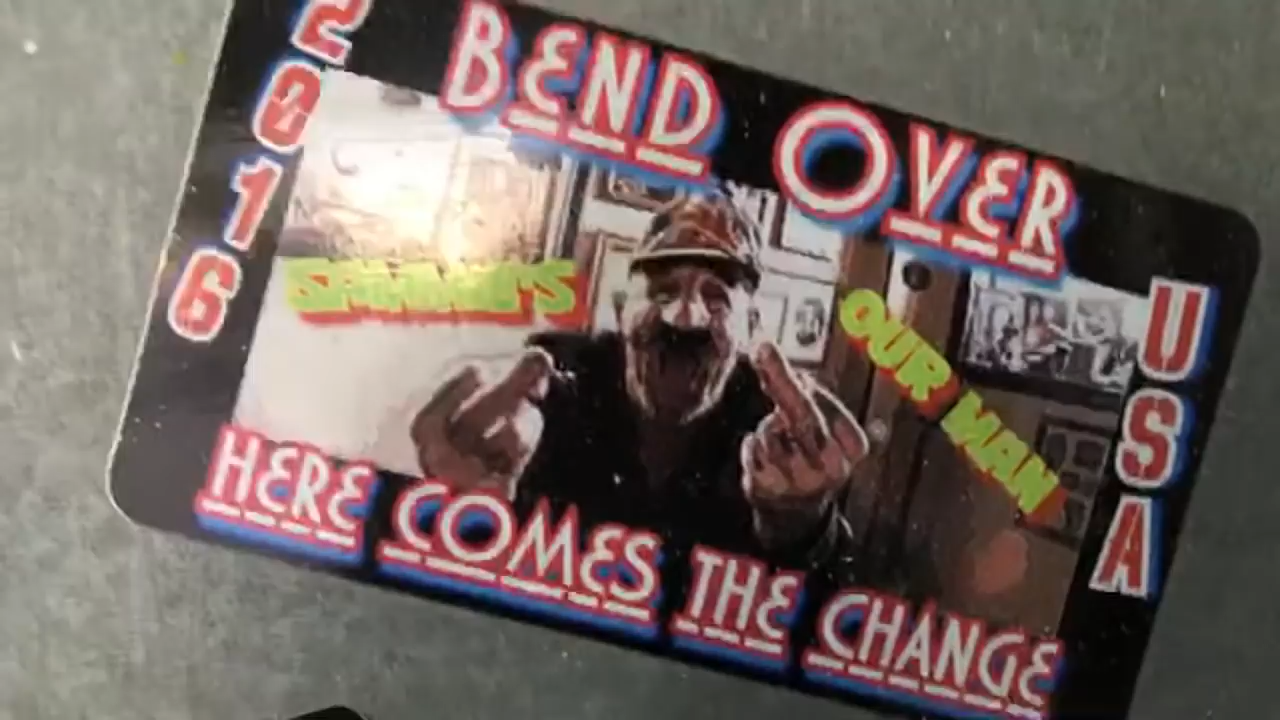 2016
BEND OVER
OUR MAN
USA
HERE COMES THE CHANGE